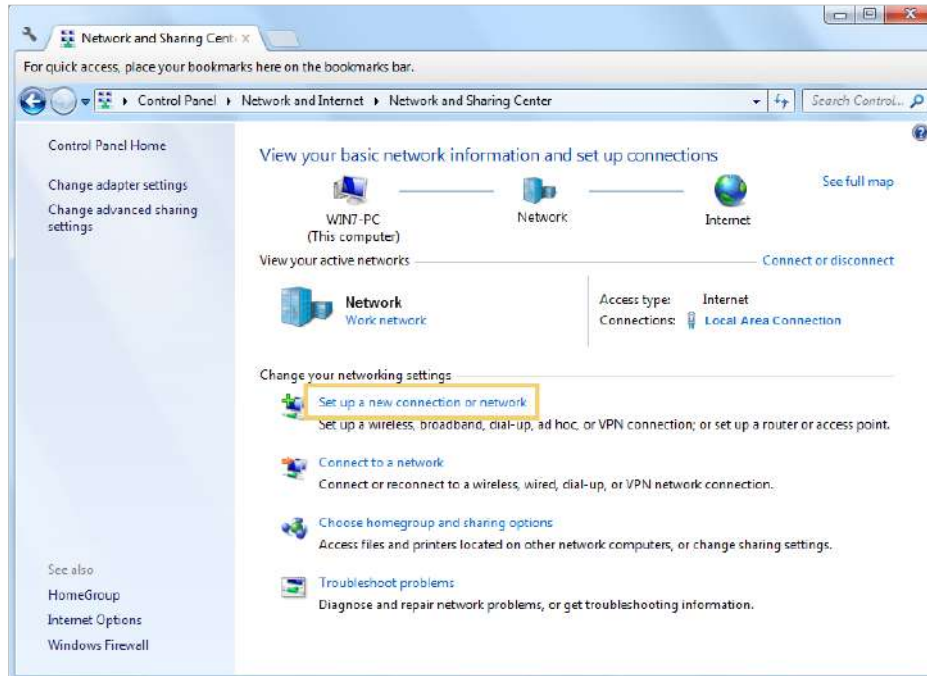 Network and Sharing Cent
For quick access, place your bookmarks here on the bookmarks bar.
Control Panel Network and Internet Network and Sharing Center
Search Control...
Control Panel Home
Change adapter settings
Change advanced sharing
settings
View your basic network information and set up connections
See full map
WIN7-PC
(This computer)
Network
Internet
View your active networks
Connect or disconnect
Network
Work network
Access type: Internet
Connections: Local Area Connection
Change your networking settings
Set up a new connection or network
Set up a wireless, broadband, dial-up, ad hoc, or VPN connection; or set up a router or access point.
Connect to a network
Connect or reconnect to a wireless, wired, dial-up, or VPN network connection.
Choose homegroup and sharing options
Access files and printers located on other network computers, or change sharing settings.
Troubleshoot problems
Diagnose and repair network problems, or get troubleshooting information.
See also
HomeGroup
Internet Options
Windows Firewall